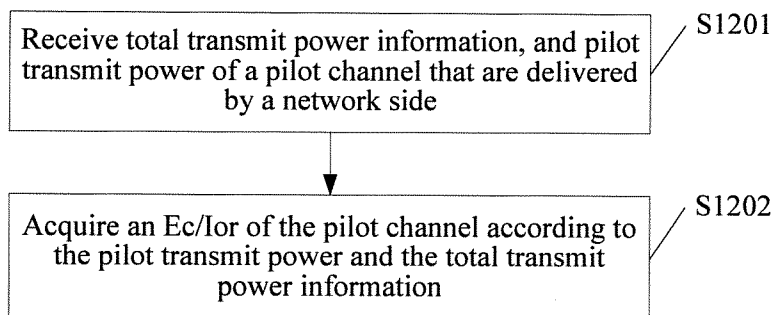 Receive total transmit power information, and pilot
transmit power of a pilot channel that are delivered
by a network side
S1201
Acquire an Ec/Ior of the pilot channel according to
the pilot transmit power and the total transmit
power information
S1202